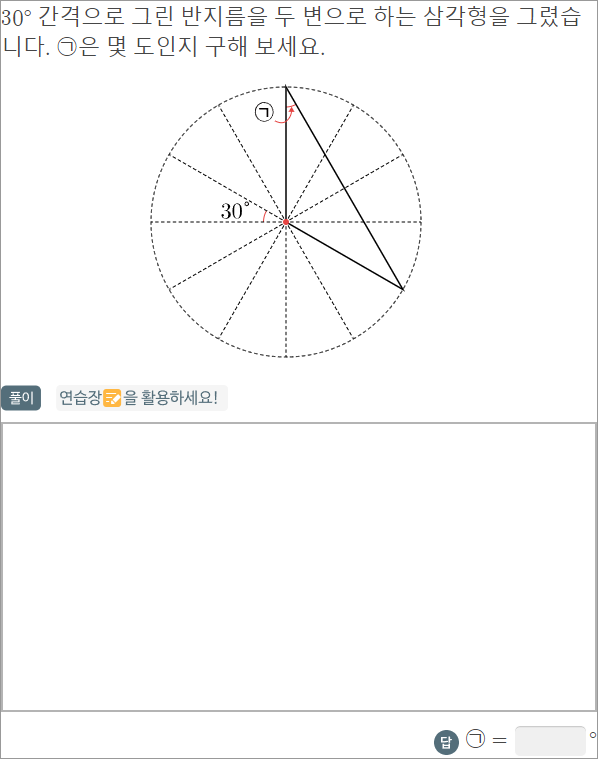 30° 간격으로 그린 반지름을 두 변으로 하는 삼각형을 그렸습
니다. ㉠은 몇 도인지 구해 보세요.
㉠
30°
풀이 연습장을 활용하세요!
답 ㉠ = °